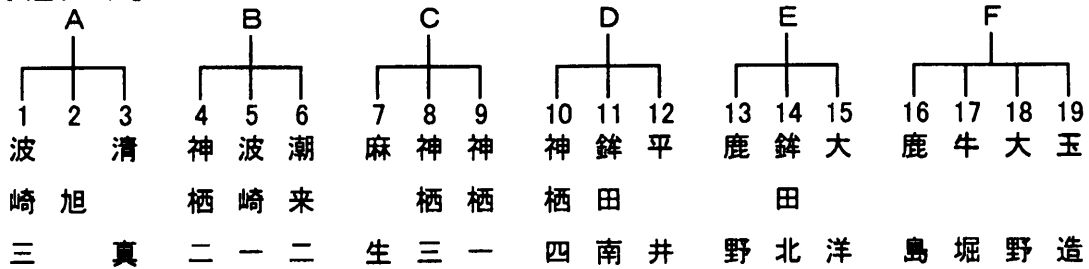 A B C D E F
1 2 3 4 5 6 7 8 9 10 11 12 13 14 15 16 17 18 19
波崎三
旭
清真
神栖二
波崎一
潮来二
麻生
神栖三
神栖一
神栖四
鉾田南
平井
鹿野
鉾田北
大洋
鹿島
牛堀
大野
玉造